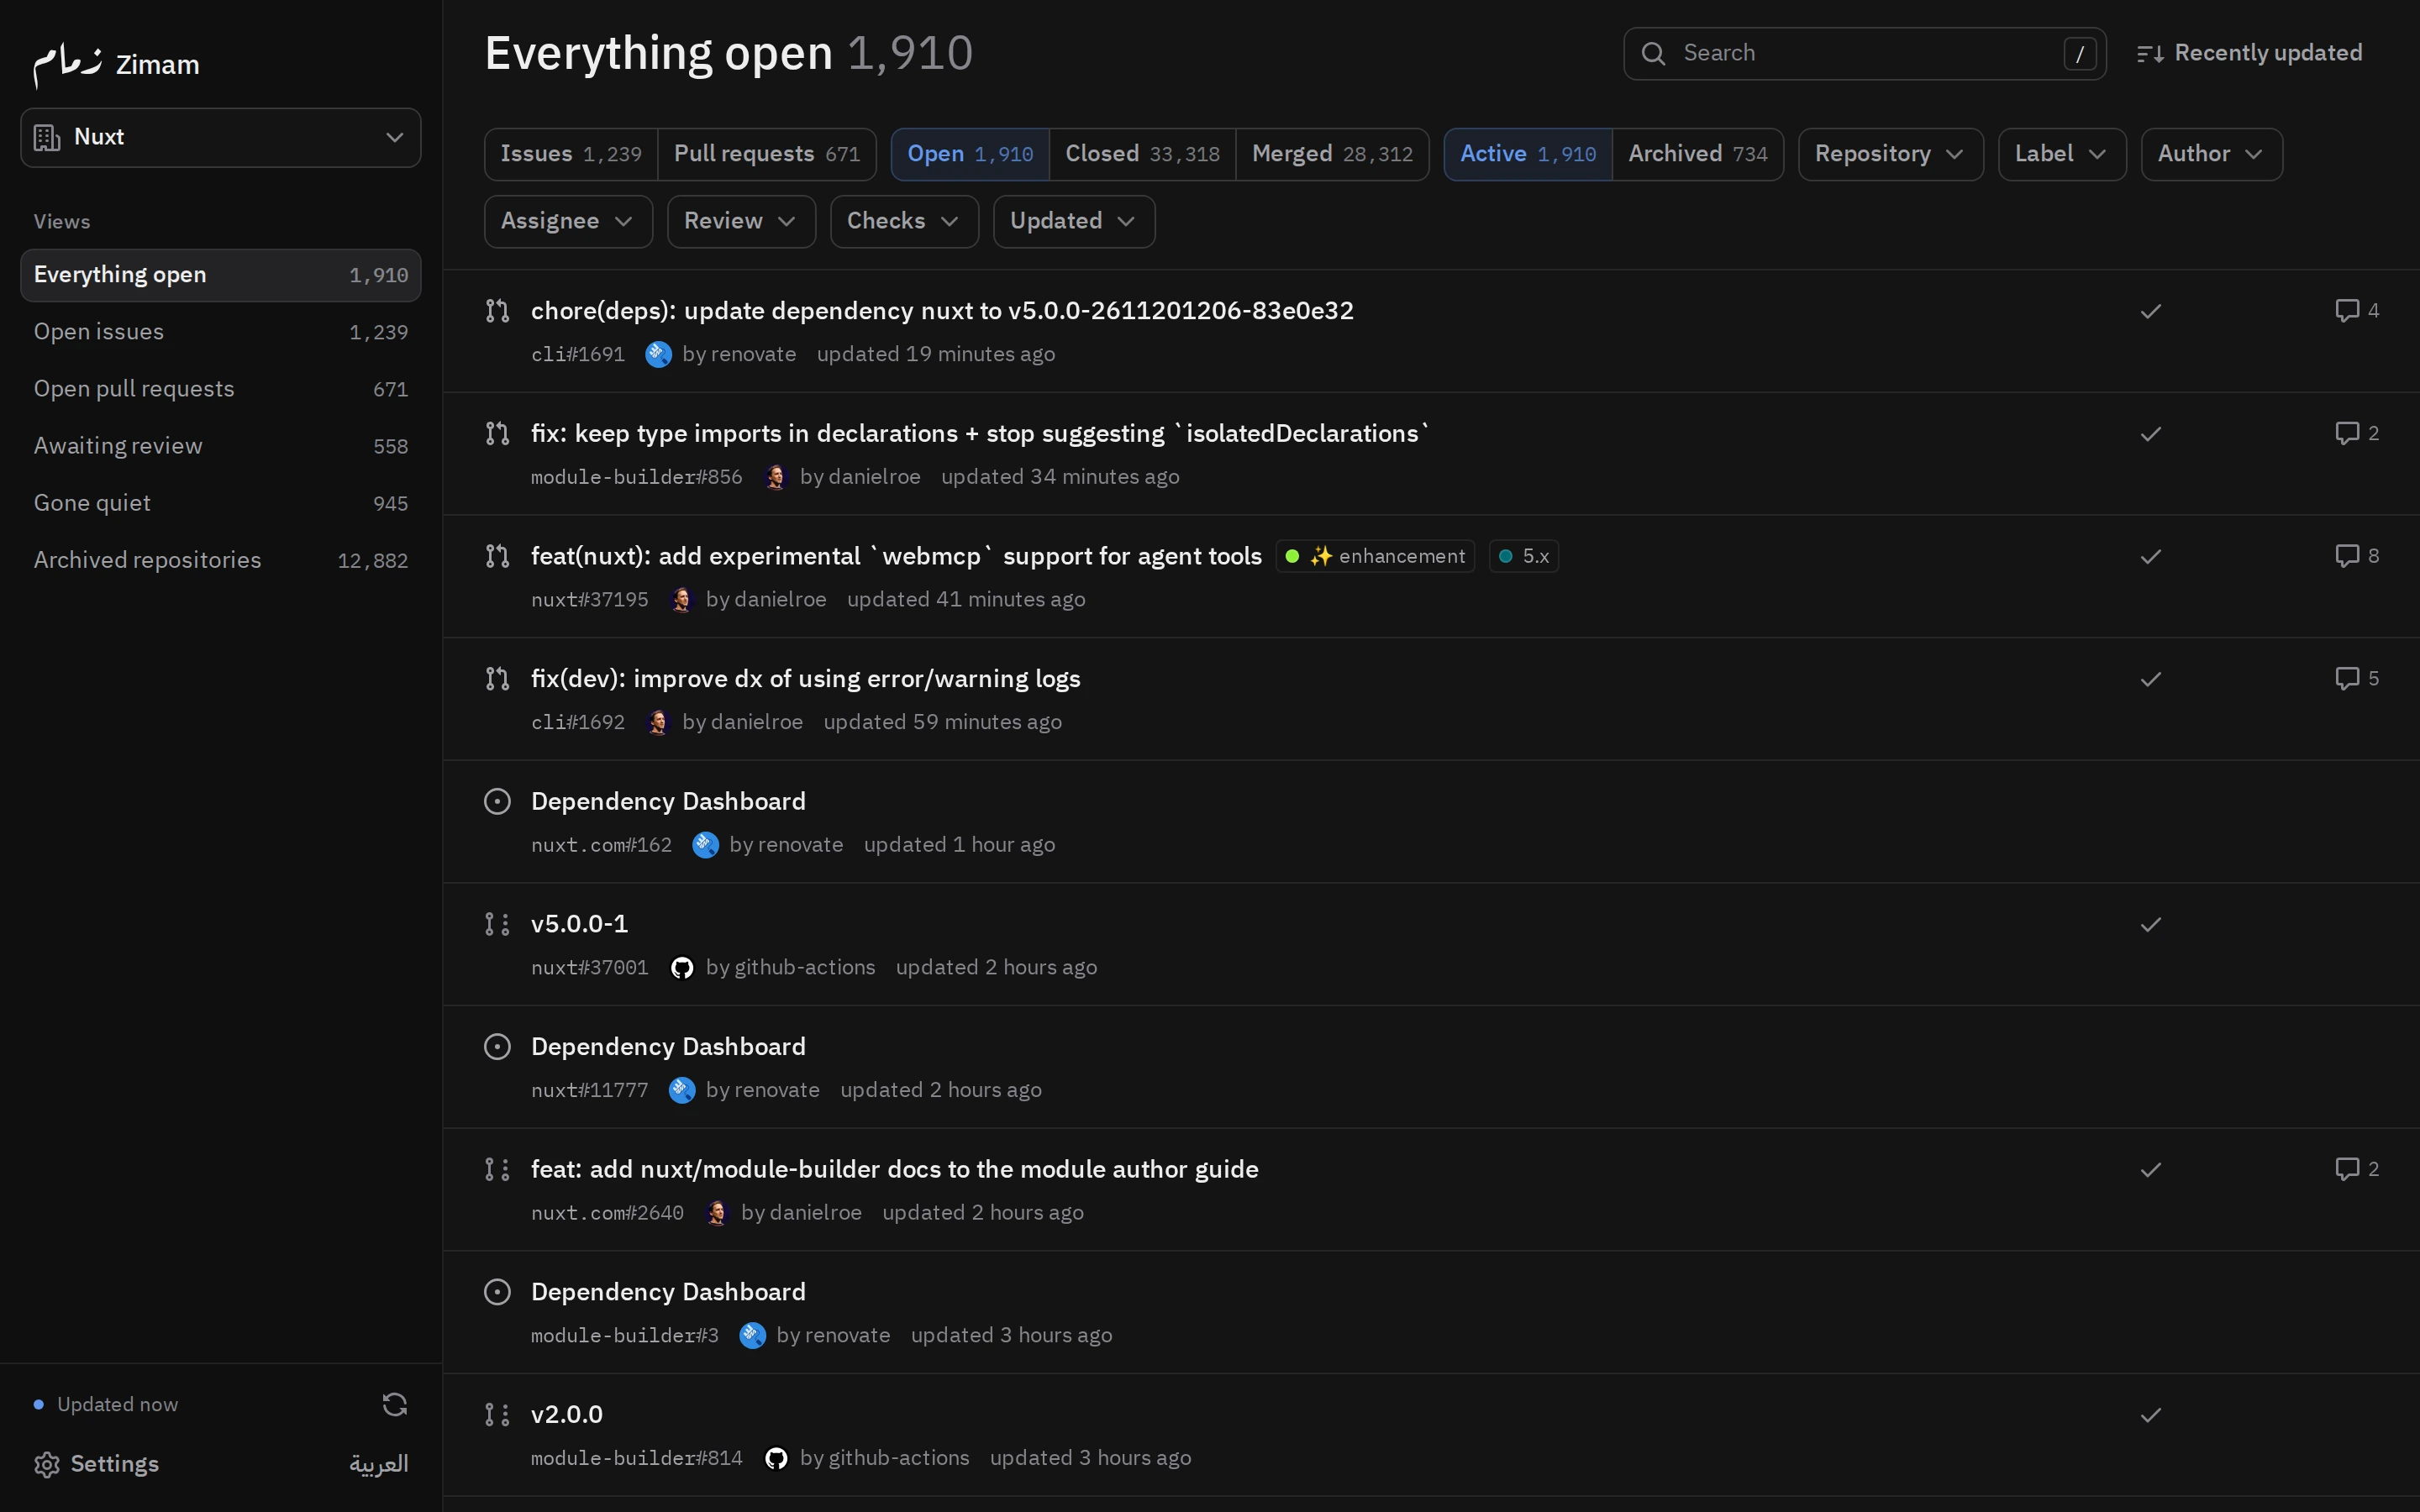 زمام Zimam
Nuxt
Views
Everything open 1,910
Open issues 1,239
Open pull requests 671
Awaiting review 558
Gone quiet 945
Archived repositories 12,882
Updated now
Settings العربية
Everything open 1,910
Search /
Recently updated
Issues 1,239 Pull requests 671 Open 1,910 Closed 33,318 Merged 28,312 Active 1,910 Archived 734 Repository Label Author
Assignee Review Checks Updated
chore(deps): update dependency nuxt to v5.0.0-2611201206-83e0e32 4
cli#1691 by renovate updated 19 minutes ago
fix: keep type imports in declarations + stop suggesting `isolatedDeclarations` 2
module-builder#856 by danielroe updated 34 minutes ago
feat(nuxt): add experimental `webmcp` support for agent tools ✨ enhancement 5.x 8
nuxt#37195 by danielroe updated 41 minutes ago
fix(dev): improve dx of using error/warning logs 5
cli#1692 by danielroe updated 59 minutes ago
Dependency Dashboard
nuxt.com#162 by renovate updated 1 hour ago
v5.0.0-1
nuxt#37001 by github-actions updated 2 hours ago
Dependency Dashboard
nuxt#11777 by renovate updated 2 hours ago
feat: add nuxt/module-builder docs to the module author guide 2
nuxt.com#2640 by danielroe updated 2 hours ago
Dependency Dashboard
module-builder#3 by renovate updated 3 hours ago
v2.0.0
module-builder#814 by github-actions updated 3 hours ago